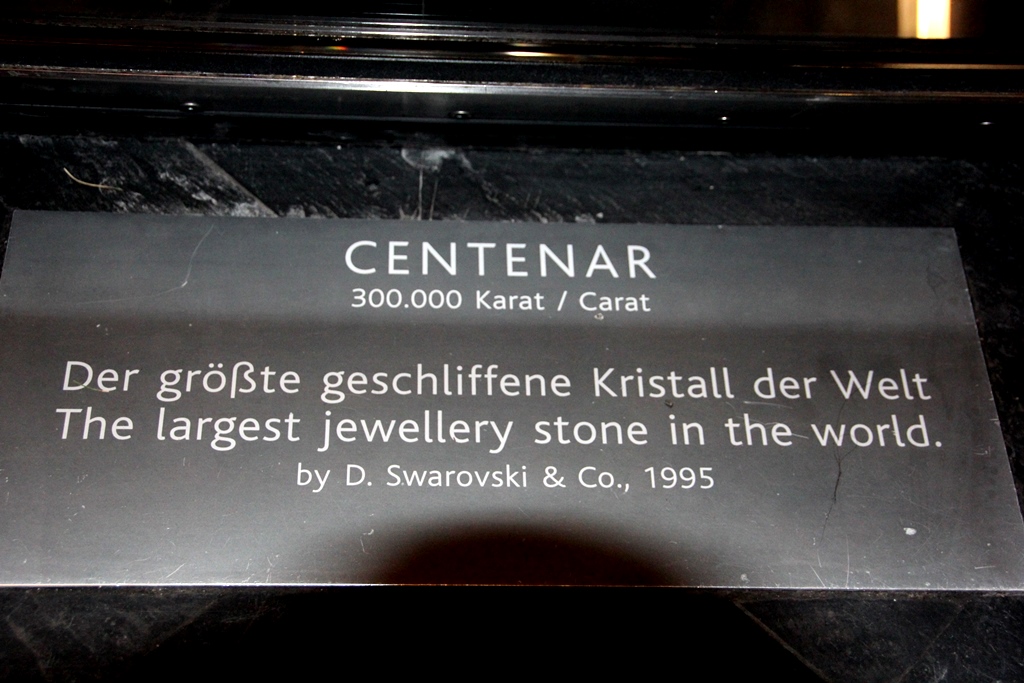 CENTENAR
300.000 Karat / Carat
Der größte geschliffene Kristall der Welt
The largest jewellery stone in the world.
by D. Swarovski & Co., 1995